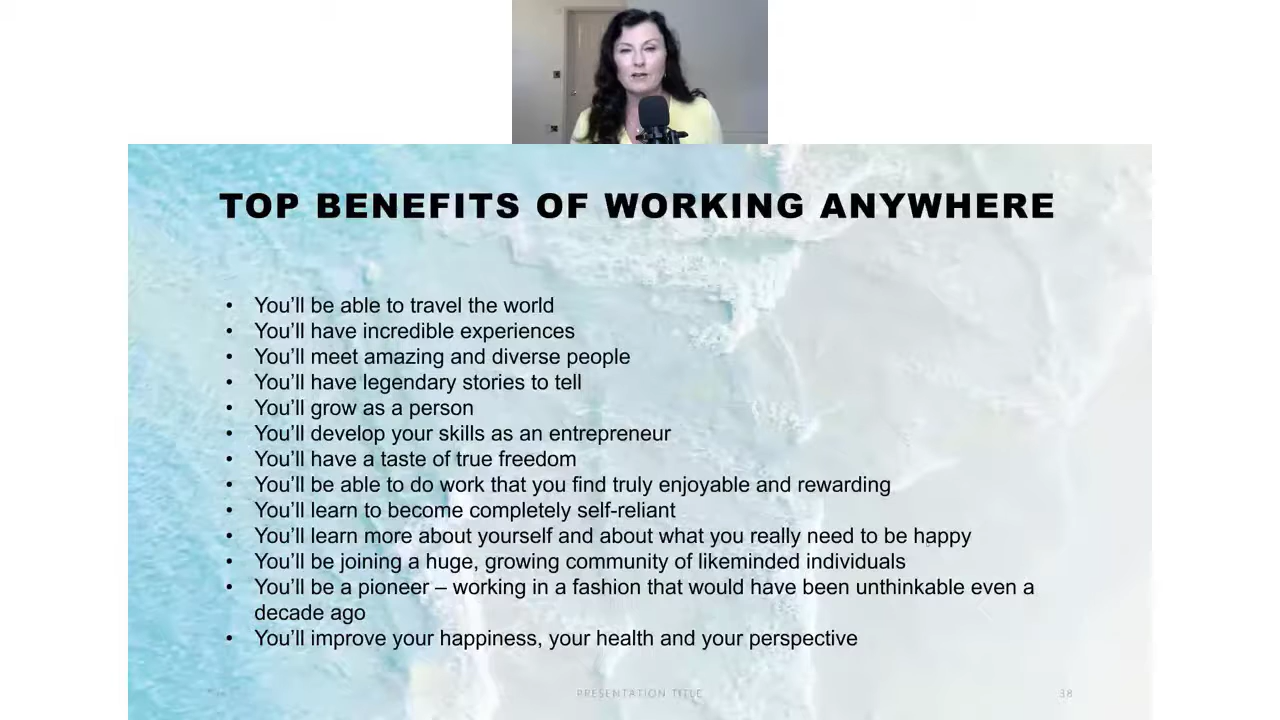 TOP BENEFITS OF WORKING ANYWHERE
• You’ll be able to travel the world
• You’ll have incredible experiences
• You’ll meet amazing and diverse people
• You’ll have legendary stories to tell
• You’ll grow as a person
• You’ll develop your skills as an entrepreneur
• You’ll have a taste of true freedom
• You’ll be able to do work that you find truly enjoyable and rewarding
• You’ll learn to become completely self-reliant
• You’ll learn more about yourself and about what you really need to be happy
• You’ll be joining a huge, growing community of likeminded individuals
• You’ll be a pioneer – working in a fashion that would have been unthinkable even a
decade ago
• You’ll improve your happiness, your health and your perspective
PRESENTATION TITLE
38